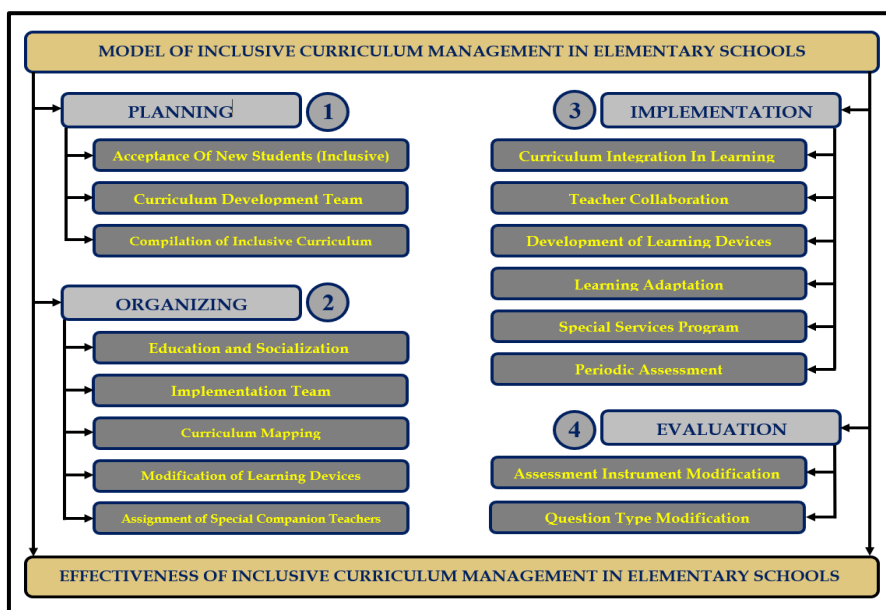 MODEL OF INCLUSIVE CURRICULUM MANAGEMENT IN ELEMENTARY SCHOOLS
PLANNING
1
Acceptance Of New Students (Inclusive)
Curriculum Development Team
Compilation of Inclusive Curriculum
ORGANIZING
2
Education and Socialization
Implementation Team
Curriculum Mapping
Modification of Learning Devices
Assignment of Special Companion Teachers
3
IMPLEMENTATION
Curriculum Integration In Learning
Teacher Collaboration
Development of Learning Devices
Learning Adaptation
Special Services Program
Periodic Assessment
4
EVALUATION
Assessment Instrument Modification
Question Type Modification
EFFECTIVENESS OF INCLUSIVE CURRICULUM MANAGEMENT IN ELEMENTARY SCHOOLS